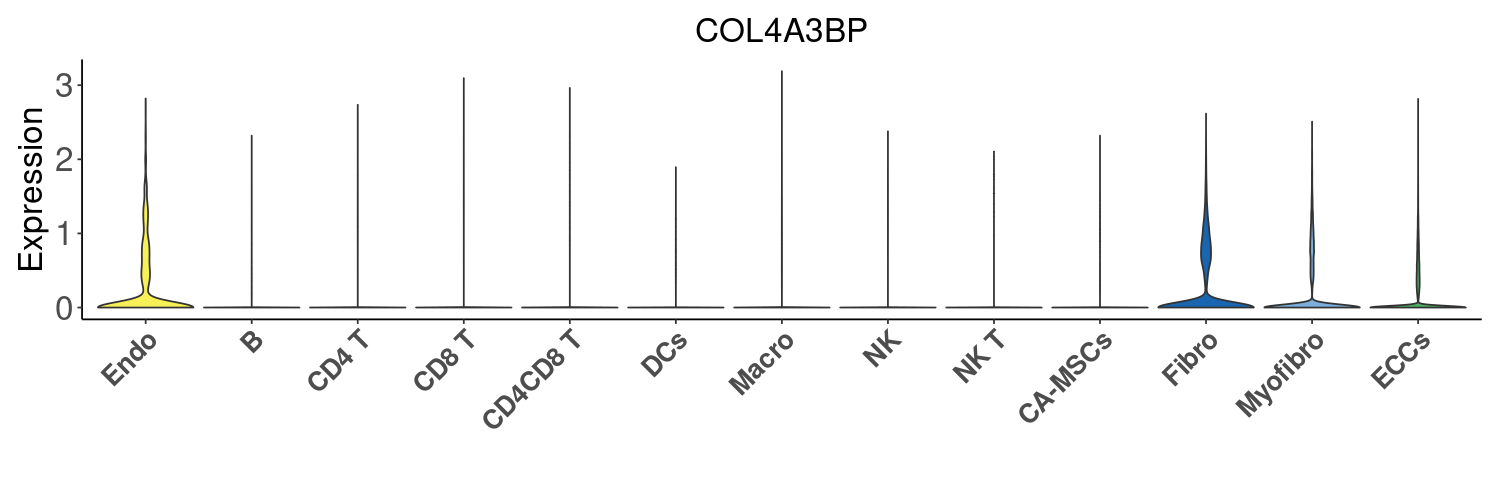 COL4A3BP
Expression
3
2
1
0
Endo
B
CD4 T
CD8 T
CD4CD8 T
DCs
Macro
NK
NK T
CA-MSCs
Fibro
Myofibro
ECCs